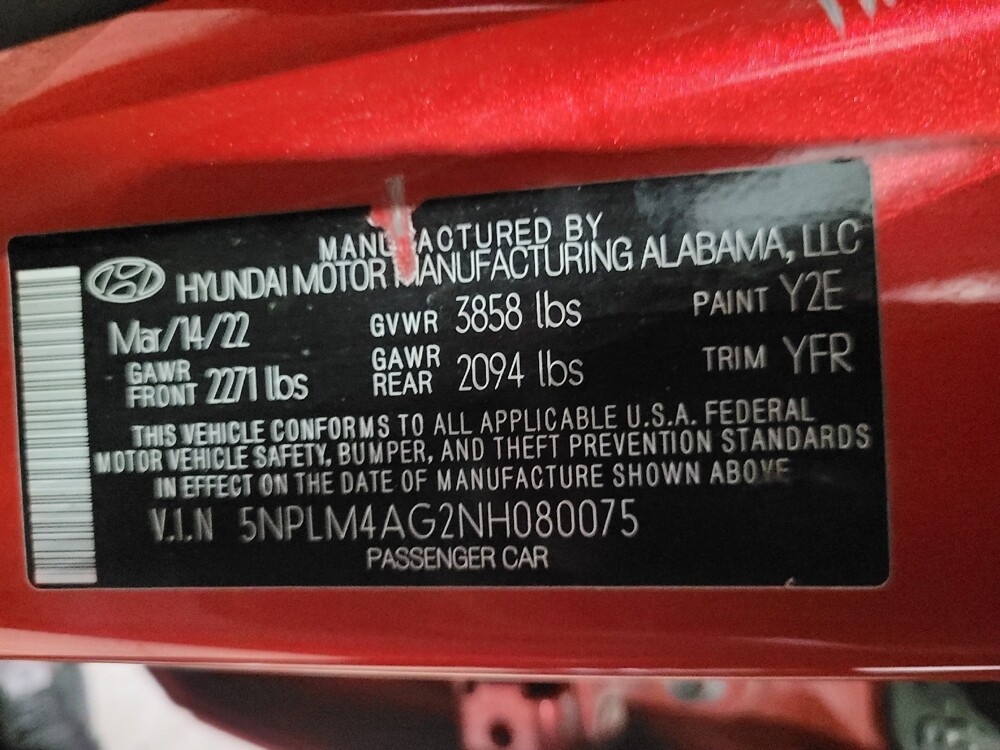 MANUFACTURED BY
HYUNDAI MOTOR MANUFACTURING ALABAMA, LLC
Mar/14/22 GVWR 3858 lbs PAINT Y2E
GAWR FRONT 2271 lbs GAWR REAR 2094 lbs TRIM YFR
THIS VEHICLE CONFORMS TO ALL APPLICABLE U.S.A. FEDERAL
MOTOR VEHICLE SAFETY, BUMPER, AND THEFT PREVENTION STANDARDS
IN EFFECT ON THE DATE OF MANUFACTURE SHOWN ABOVE
V.I.N 5NPLM4AG2NH080075
PASSENGER CAR